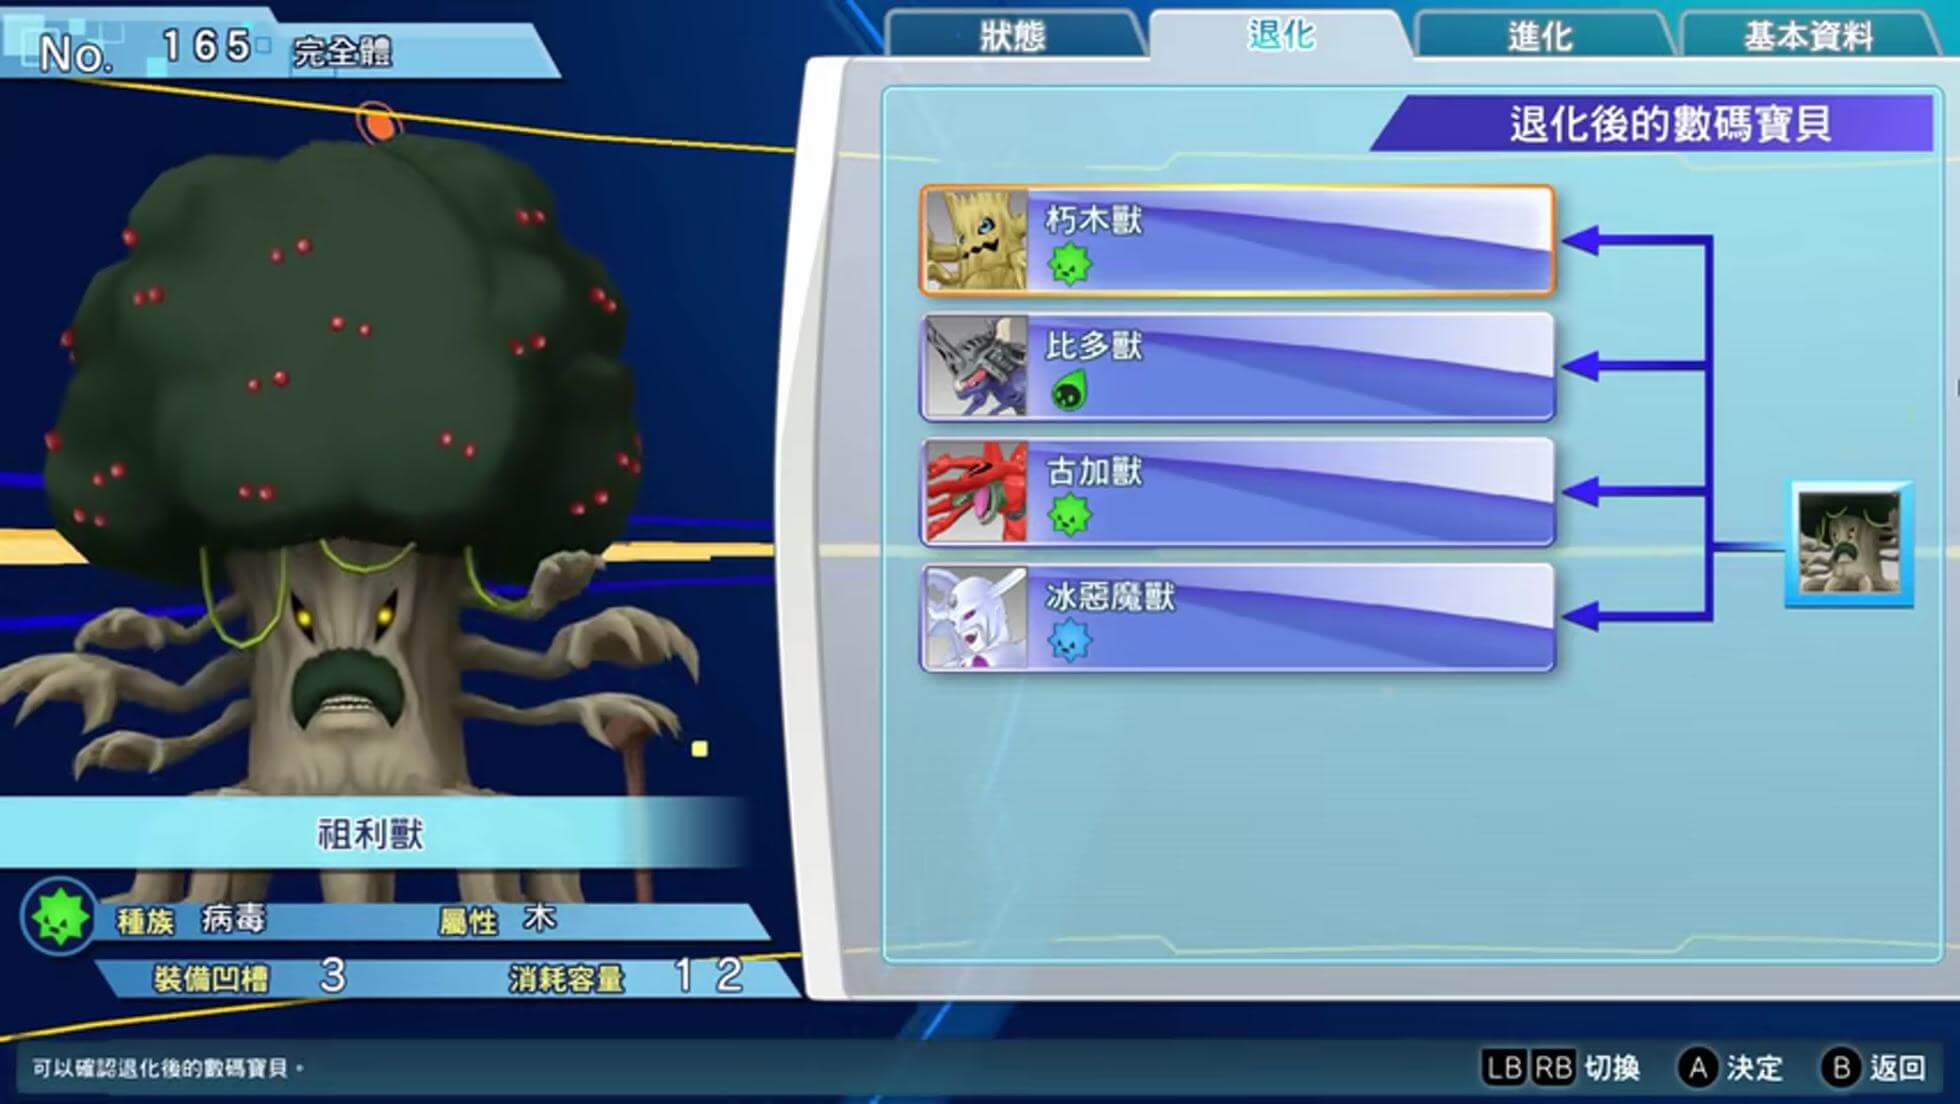 No. 165 完全體
狀態 退化 進化 基本資料
退化後的數碼寶貝
朽木獸
比多獸
古加獸
冰惡魔獸
祖利獸
種族 病毒 屬性 木
裝備凹槽 3 消耗容量 12
可以確認退化後的數碼寶貝。
LB RB 切換 A 決定 B 返回